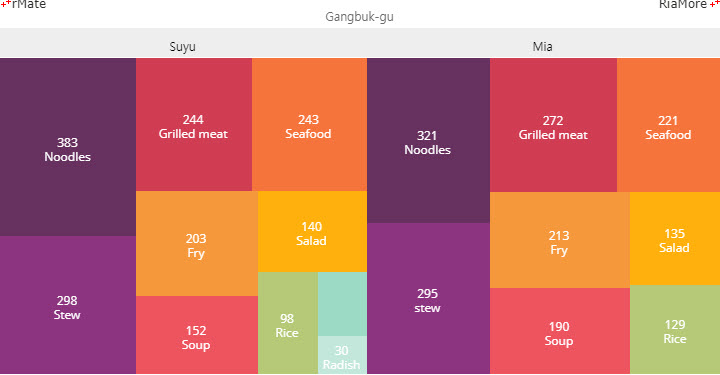 rMate
RiaMore
Gangbuk-gu
Suyu
Mia
383
Noodles
244
Grilled meat
243
Seafood
321
Noodles
272
Grilled meat
221
Seafood
203
Fry
140
Salad
213
Fry
135
Salad
298
Stew
98
Rice
152
Soup
30
Radish
295
stew
190
Soup
129
Rice